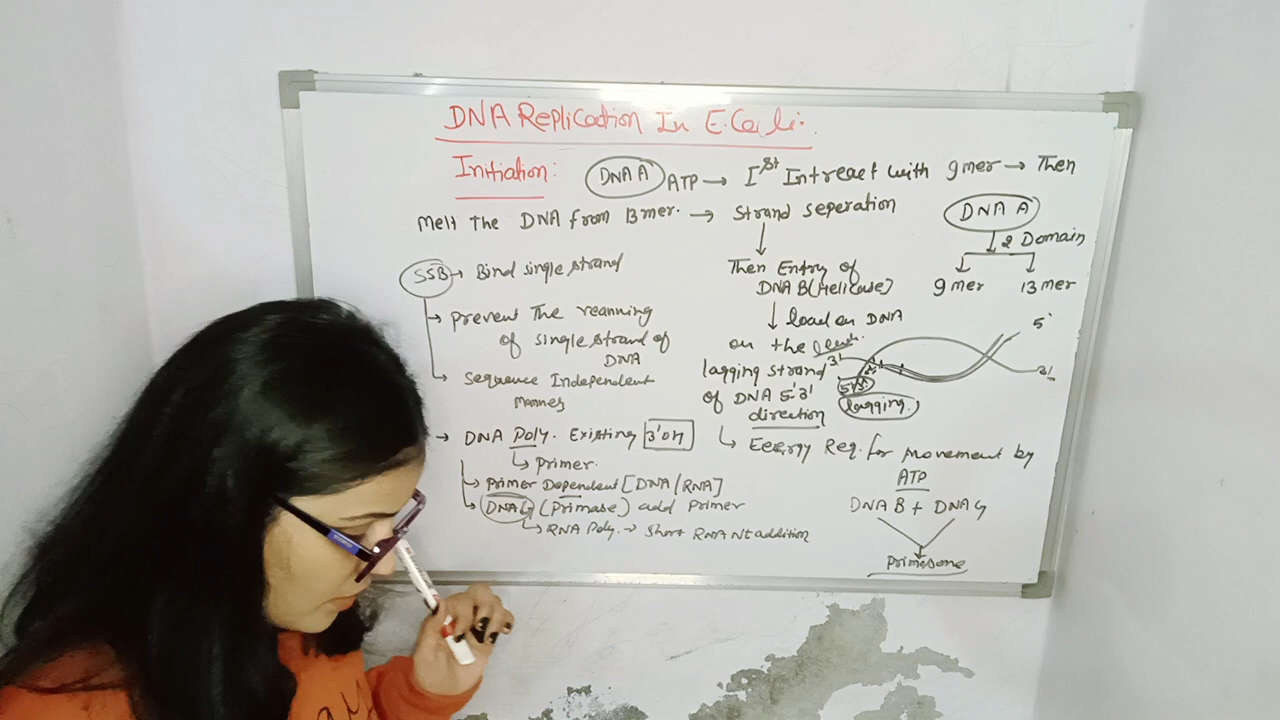 DNA Replication In E. Coli:
Initiation:
DNA A ATP → Ist Intreact with 9mer → Then
Melt The DNA from 13mer. → Strand seperation
DNA A
2 Domain
9mer 13mer
SSB → Bind single strand
→ prevent The reanning
of single strand of
DNA
→ Sequence Independent
Manner
Then Entry of
DNA B (Helicase)
↓ load on DNA
on the
lagging strand
of DNA 5'-3'
direction
5'
3'
3'
5'
lagging.
→ Eeergy Req. for movement by
ATP
DNA B + DNA G
primosome
→ DNA Poly. Existing 3'OH
→ primer.
→ Primer Dependent [DNA/RNA]
→ DNA G (Primase) add Primer
→ RNA Poly. → Short RNA Nt addition